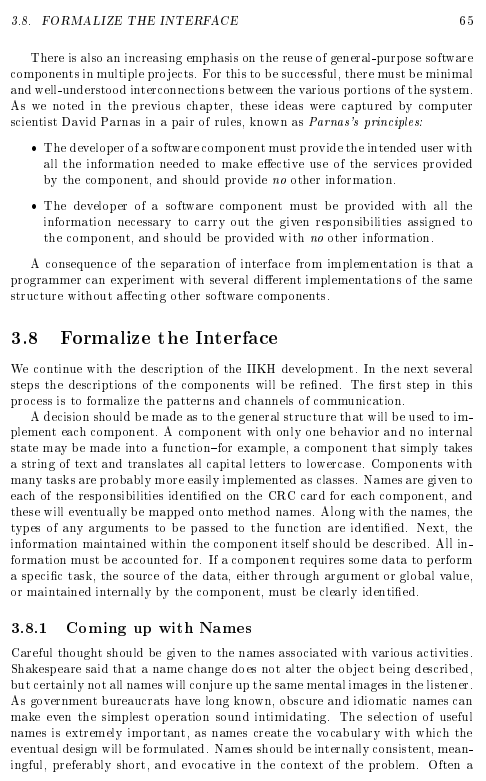 3.8. FORMALIZE THE INTERFACE 65
There is also an increasing emphasis on the reuse of general-purpose software
components in multiple projects. For this to be successful, there must be minimal
and well-understood interconnections between the various portions of the system.
As we noted in the previous chapter, these ideas were captured by computer
scientist David Parnas in a pair of rules, known as Parnas's principles:
• The developer of a software component must provide the intended user with
all the information needed to make effective use of the services provided
by the component, and should provide no other information.
• The developer of a software component must be provided with all the
information necessary to carry out the given responsibilities assigned to
the component, and should be provided with no other information.
A consequence of the separation of interface from implementation is that a
programmer can experiment with several different implementations of the same
structure without affecting other software components.
3.8 Formalize the Interface
We continue with the description of the IIKH development. In the next several
steps the descriptions of the components will be refined. The first step in this
process is to formalize the patterns and channels of communication.
A decision should be made as to the general structure that will be used to im-
plement each component. A component with only one behavior and no internal
state may be made into a function–for example, a component that simply takes
a string of text and translates all capital letters to lowercase. Components with
many tasks are probably more easily implemented as classes. Names are given to
each of the responsibilities identified on the CRC card for each component, and
these will eventually be mapped onto method names. Along with the names, the
types of any arguments to be passed to the function are identified. Next, the
information maintained within the component itself should be described. All in-
formation must be accounted for. If a component requires some data to perform
a specific task, the source of the data, either through argument or global value,
or maintained internally by the component, must be clearly identified.
3.8.1 Coming up with Names
Careful thought should be given to the names associated with various activities.
Shakespeare said that a name change does not alter the object being described,
but certainly not all names will conjure up the same mental images in the listener.
As government bureaucrats have long known, obscure and idiomatic names can
make even the simplest operation sound intimidating. The selection of useful
names is extremely important, as names create the vocabulary with which the
eventual design will be formulated. Names should be internally consistent, mean-
ingful, preferably short, and evocative in the context of the problem. Often a